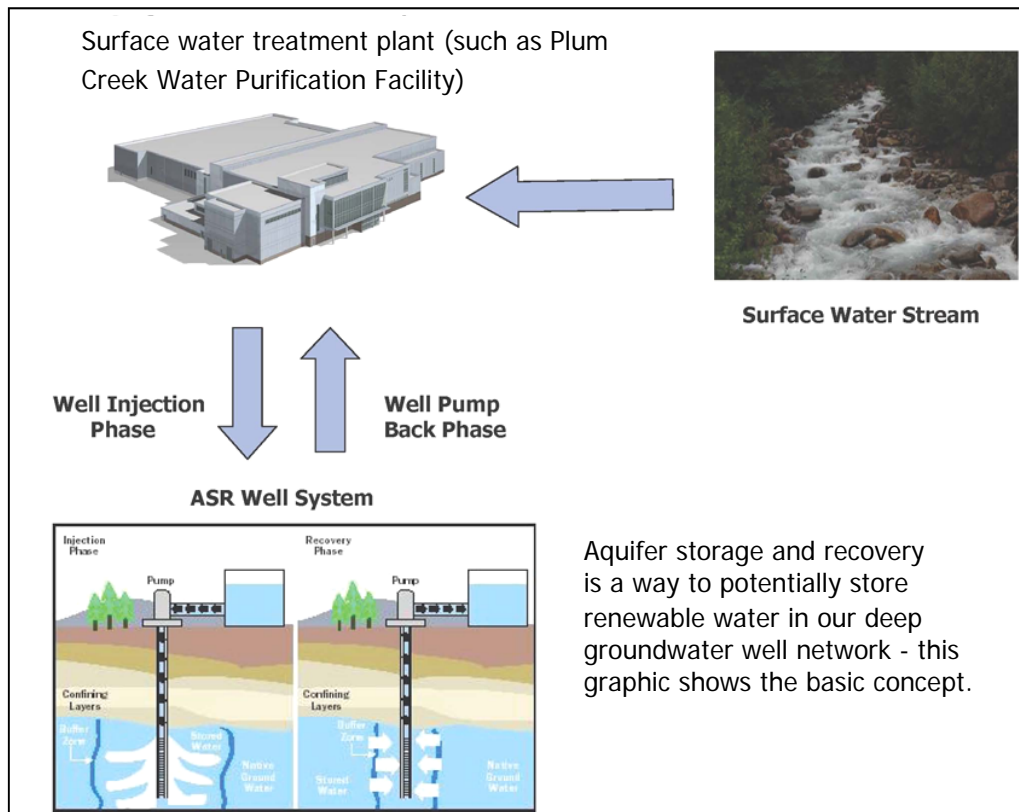 Surface water treatment plant (such as Plum
Creek Water Purification Facility)
Surface Water Stream
Well Injection
Phase
Well Pump
Back Phase
ASR Well System
Injection
Phase
Pump
Confining
Layers
Buffer
Zone
Stored
Water
Native
Ground
Water
Recovery
Phase
Pump
Confining
Layers
Buffer
Zone
Stored
Water
Native
Ground
Water
Aquifer storage and recovery
is a way to potentially store
renewable water in our deep
groundwater well network - this
graphic shows the basic concept.